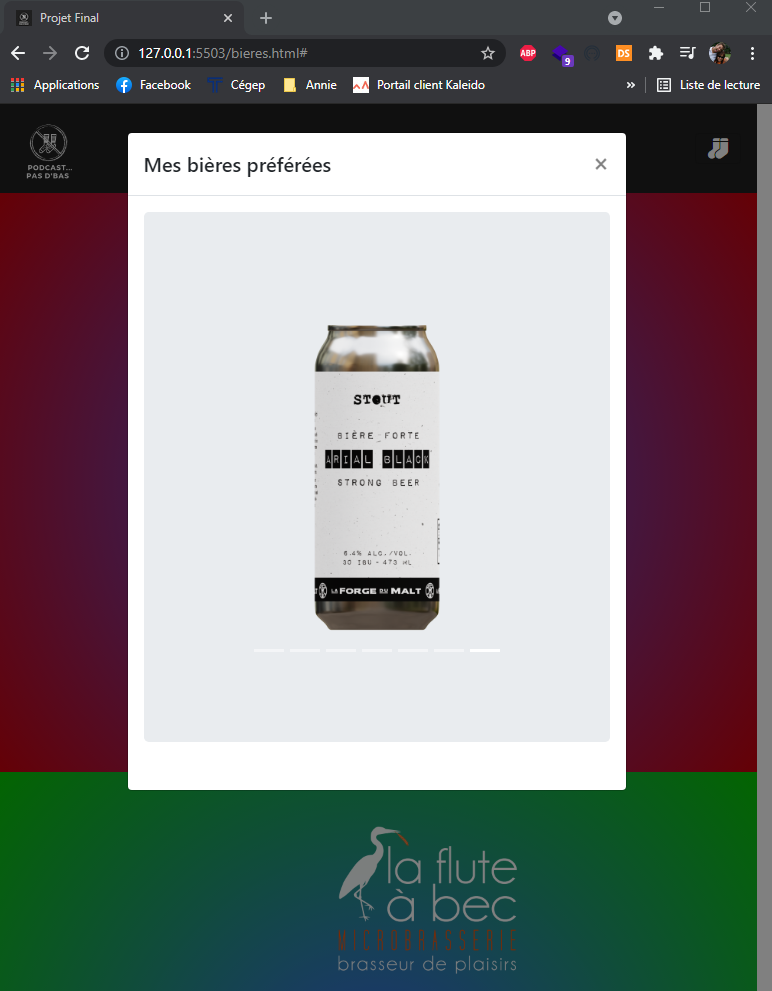 Projet Final
127.0.0.1:5503/bieres.html#
ABP
9
DS
Applications
Facebook
Cégep
Annie
Portail client Kaleido
»
Liste de lecture
PODCAST...
PAS D'BAS
Mes bières préférées
×
STOUT
BIÈRE FORTE
ARIAL BLACK
STRONG BEER
6.4% ALC./VOL.
30 IBU - 473 ML
LA FORGE DU MALT
la flute
à bec
MICROBRASSERIE
brasseur de plaisirs